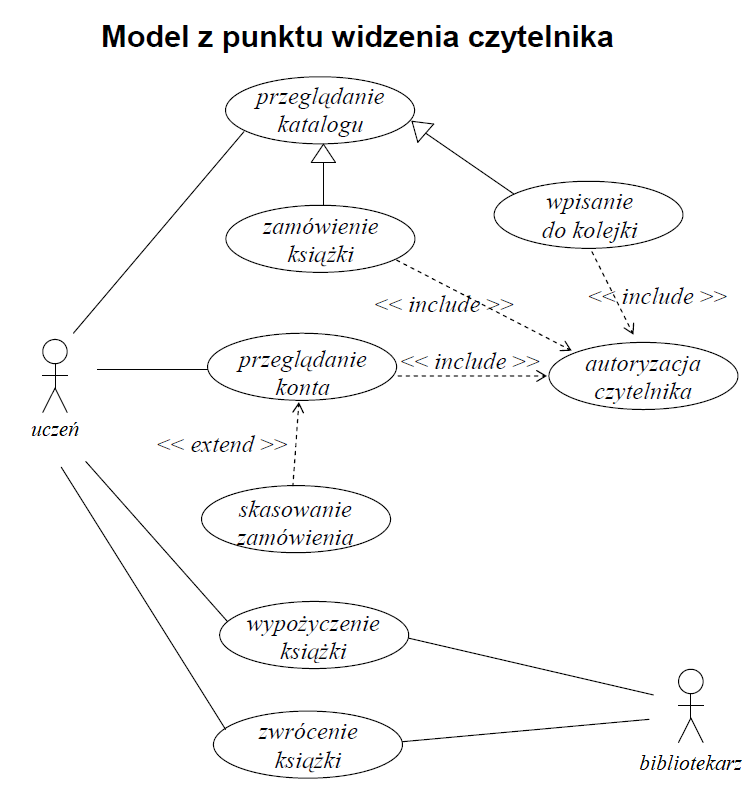 Model z punktu widzenia czytelnika
przeglądanie
katalogu
zamówienie
książki
wpisanie
do kolejki
<< include >>
<< include >>
przeglądanie
konta
<< include >>
autoryzacja
czytelnika
uczeń
<< extend >>
skasowanie
zamówienia
wypożyczenie
książki
zwrócenie
książki
bibliotekarz